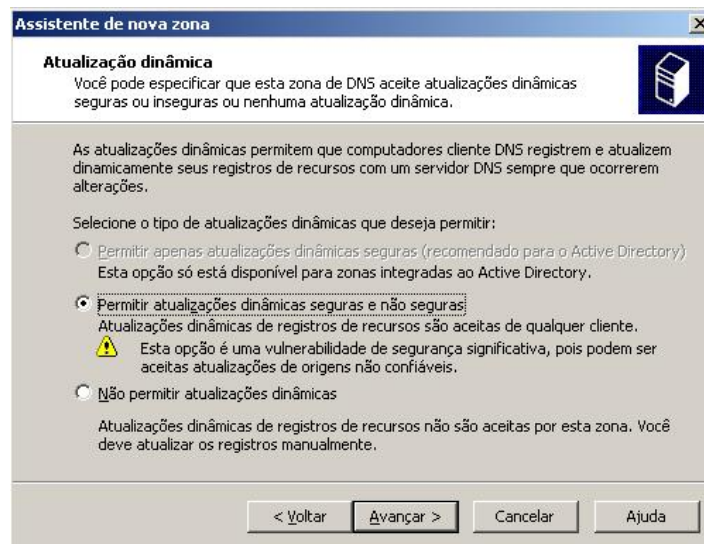 Assistente de nova zona
Atualização dinâmica
Você pode especificar que esta zona de DNS aceite atualizações dinâmicas
seguras ou inseguras ou nenhuma atualização dinâmica.
As atualizações dinâmicas permitem que computadores cliente DNS registrem e atualizem
dinamicamente seus registros de recursos com um servidor DNS sempre que ocorrerem
alterações.
Selecione o tipo de atualizações dinâmicas que deseja permitir:
Permitir apenas atualizações dinâmicas seguras (recomendado para o Active Directory)
Esta opção só está disponível para zonas integradas ao Active Directory.
Permitir atualizações dinâmicas seguras e não seguras
Atualizações dinâmicas de registros de recursos são aceitas de qualquer cliente.
Esta opção é uma vulnerabilidade de segurança significativa, pois podem ser
aceitas atualizações de origens não confiáveis.
Não permitir atualizações dinâmicas
Atualizações dinâmicas de registros de recursos não são aceitas por esta zona. Você
deve atualizar os registros manualmente.
< Voltar Avançar > Cancelar Ajuda